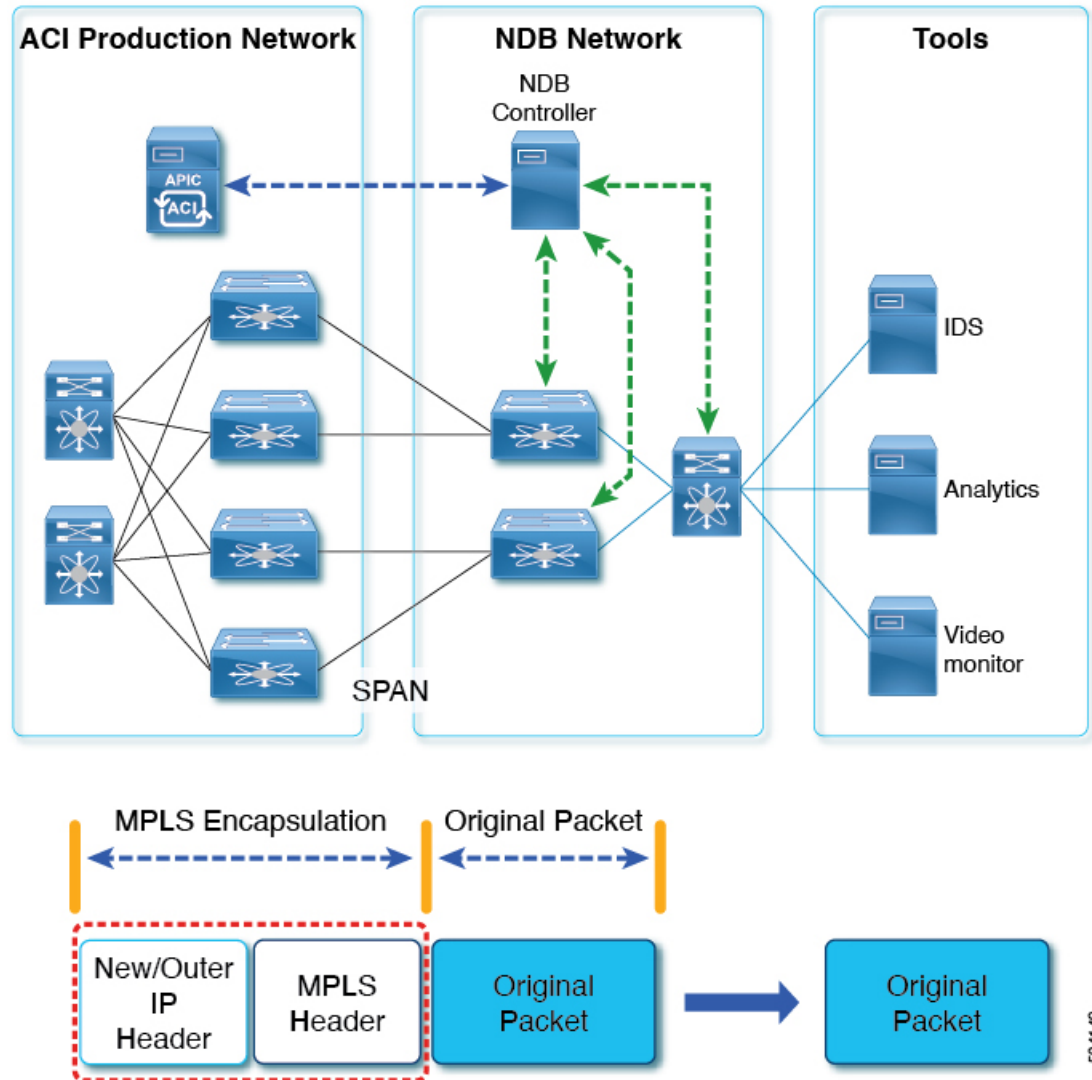 ACI Production Network
NDB Network
Tools
NDB
Controller
APIC
ACI
IDS
Analytics
Video
monitor
SPAN
MPLS Encapsulation
Original Packet
New/Outer
IP
Header
MPLS
Header
Original
Packet
Original
Packet